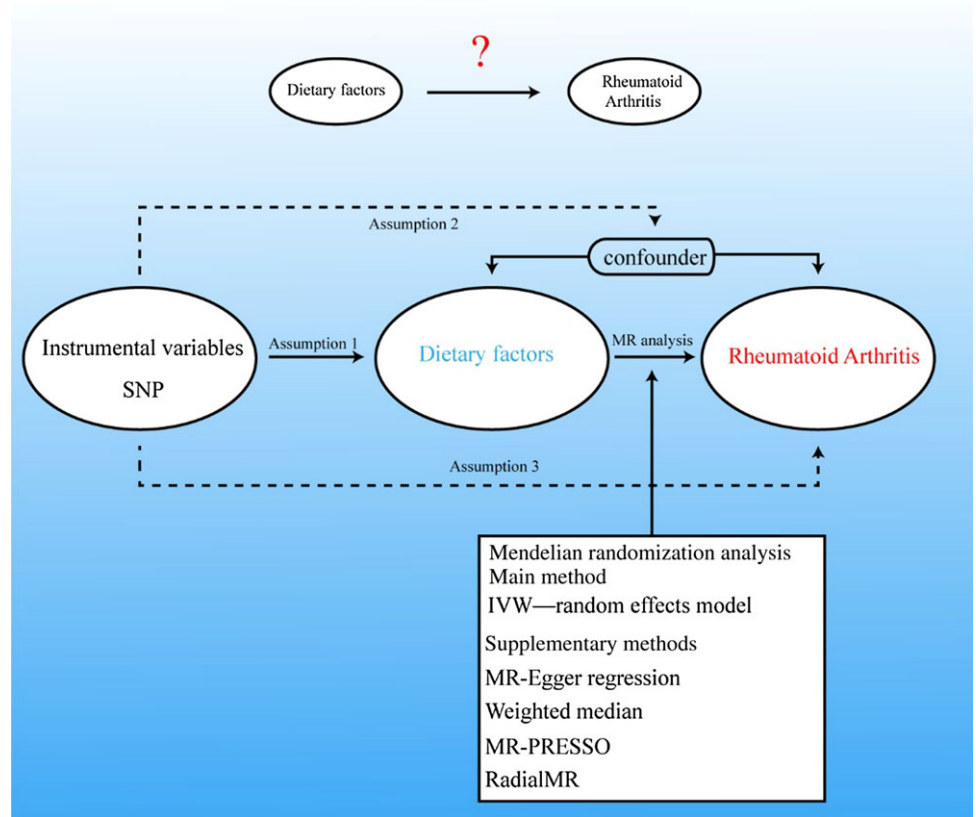 ?
Dietary factors
Rheumatoid
Arthritis
Assumption 2
confounder
Instrumental variables
SNP
Assumption 1
Dietary factors
MR analysis
Rheumatoid Arthritis
Assumption 3
Mendelian randomization analysis
Main method
IVW—random effects model
Supplementary methods
MR-Egger regression
Weighted median
MR-PRESSO
RadialMR